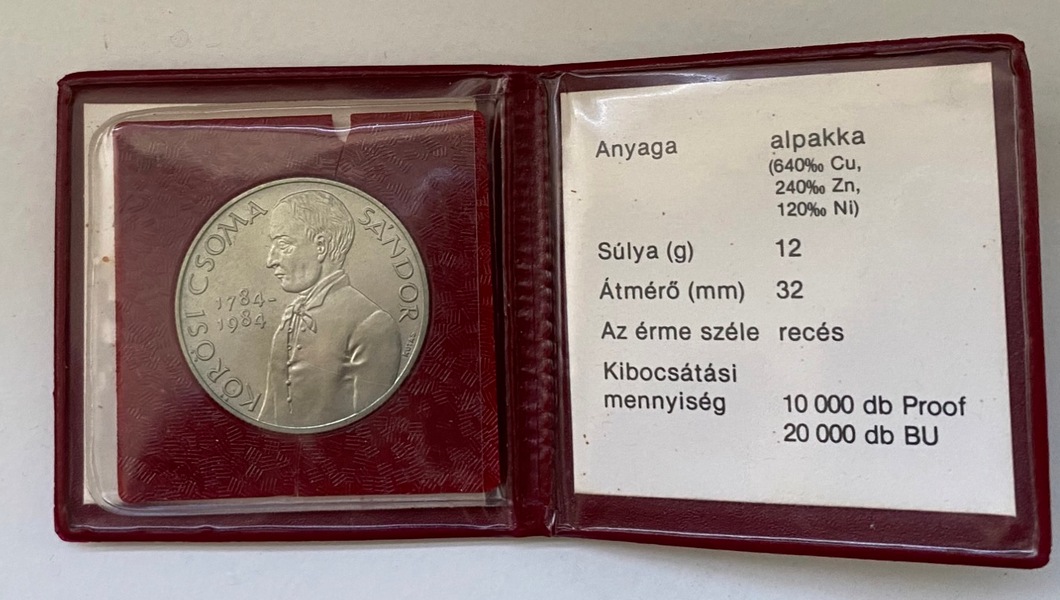 KŐRÖSI CSOMA SÁNDOR
1784-
1984
Anyaga alpakka
(640‰ Cu,
240‰ Zn,
120‰ Ni)
Súlya (g) 12
Átmérő (mm) 32
Az érme széle recés
Kibocsátási
mennyiség 10 000 db Proof
20 000 db BU